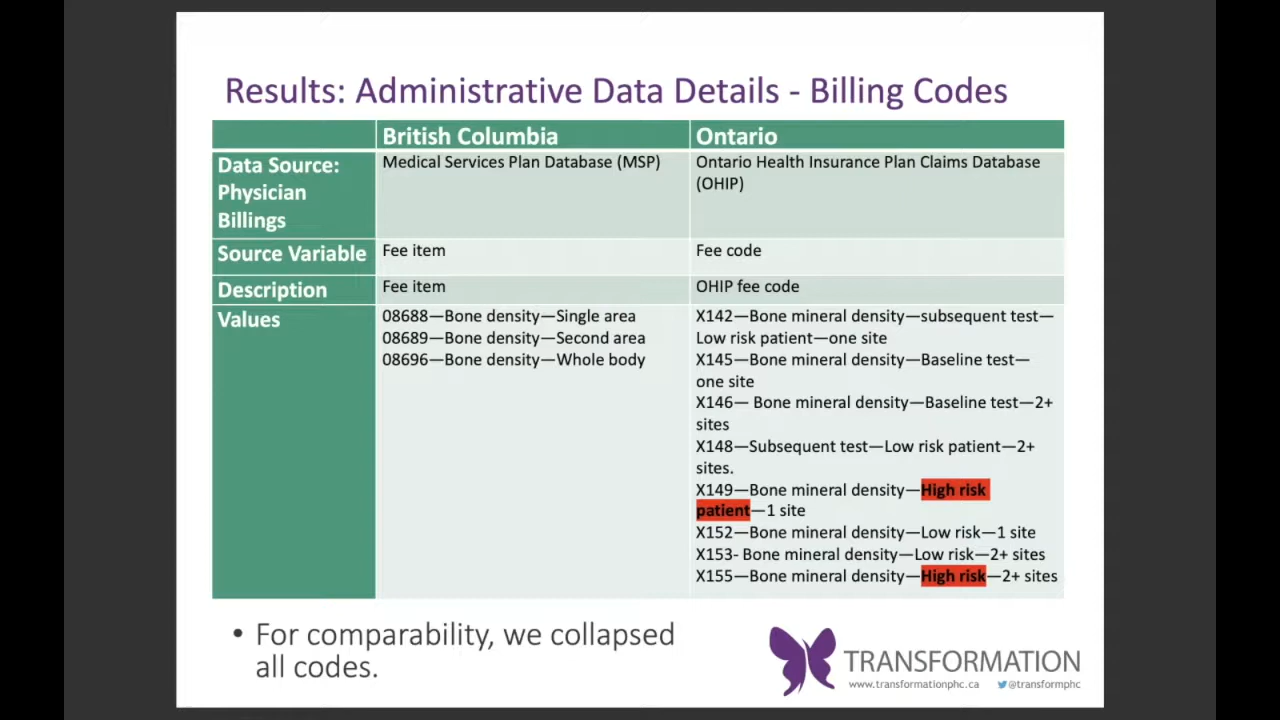 Results: Administrative Data Details - Billing Codes
British Columbia
Ontario
Data Source:
Physician
Billings
Medical Services Plan Database (MSP)
Ontario Health Insurance Plan Claims Database
(OHIP)
Source Variable
Fee item
Fee code
Description
Fee item
OHIP fee code
Values
08688—Bone density—Single area
08689—Bone density—Second area
08696—Bone density—Whole body
X142—Bone mineral density—subsequent test—
Low risk patient—one site
X145—Bone mineral density—Baseline test—
one site
X146— Bone mineral density—Baseline test—2+
sites
X148—Subsequent test—Low risk patient—2+
sites.
X149—Bone mineral density—High risk
patient—1 site
X152—Bone mineral density—Low risk—1 site
X153- Bone mineral density—Low risk—2+ sites
X155—Bone mineral density—High risk—2+ sites
• For comparability, we collapsed
all codes.
TRANSFORMATION
www.transformationphc.ca @transformphc